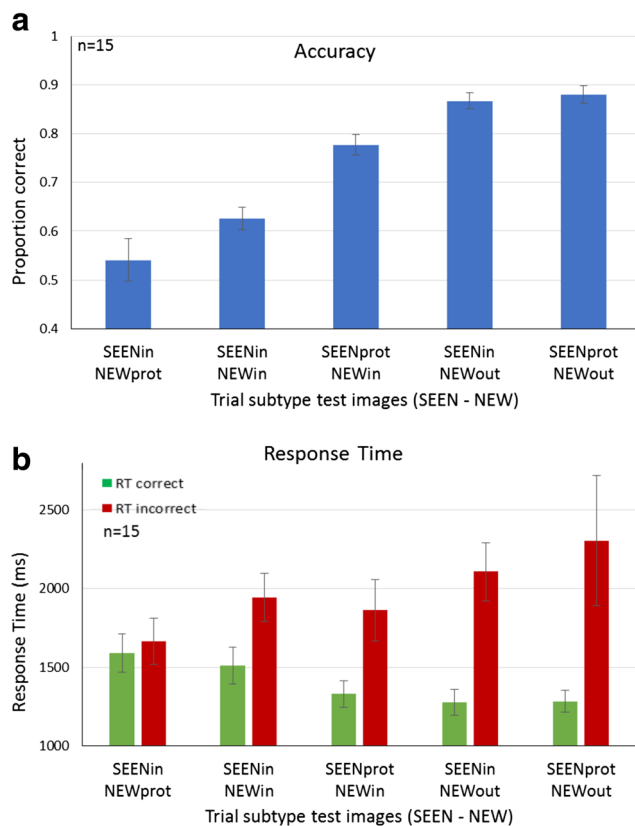 a
1
n=15
Accuracy
0.9
0.8
0.7
0.6
0.5
0.4
Proportion correct
SEENin SEENin SEENprot SEENin SEENprot
NEWprot NEWin NEWin NEWout NEWout
Trial subtype test images (SEEN - NEW)
b
Response Time
RT correct
RT incorrect
n=15
2500
2000
1500
1000
Response Time (ms)
SEENin SEENin SEENprot SEENin SEENprot
NEWprot NEWin NEWin NEWout NEWout
Trial subtype test images (SEEN - NEW)